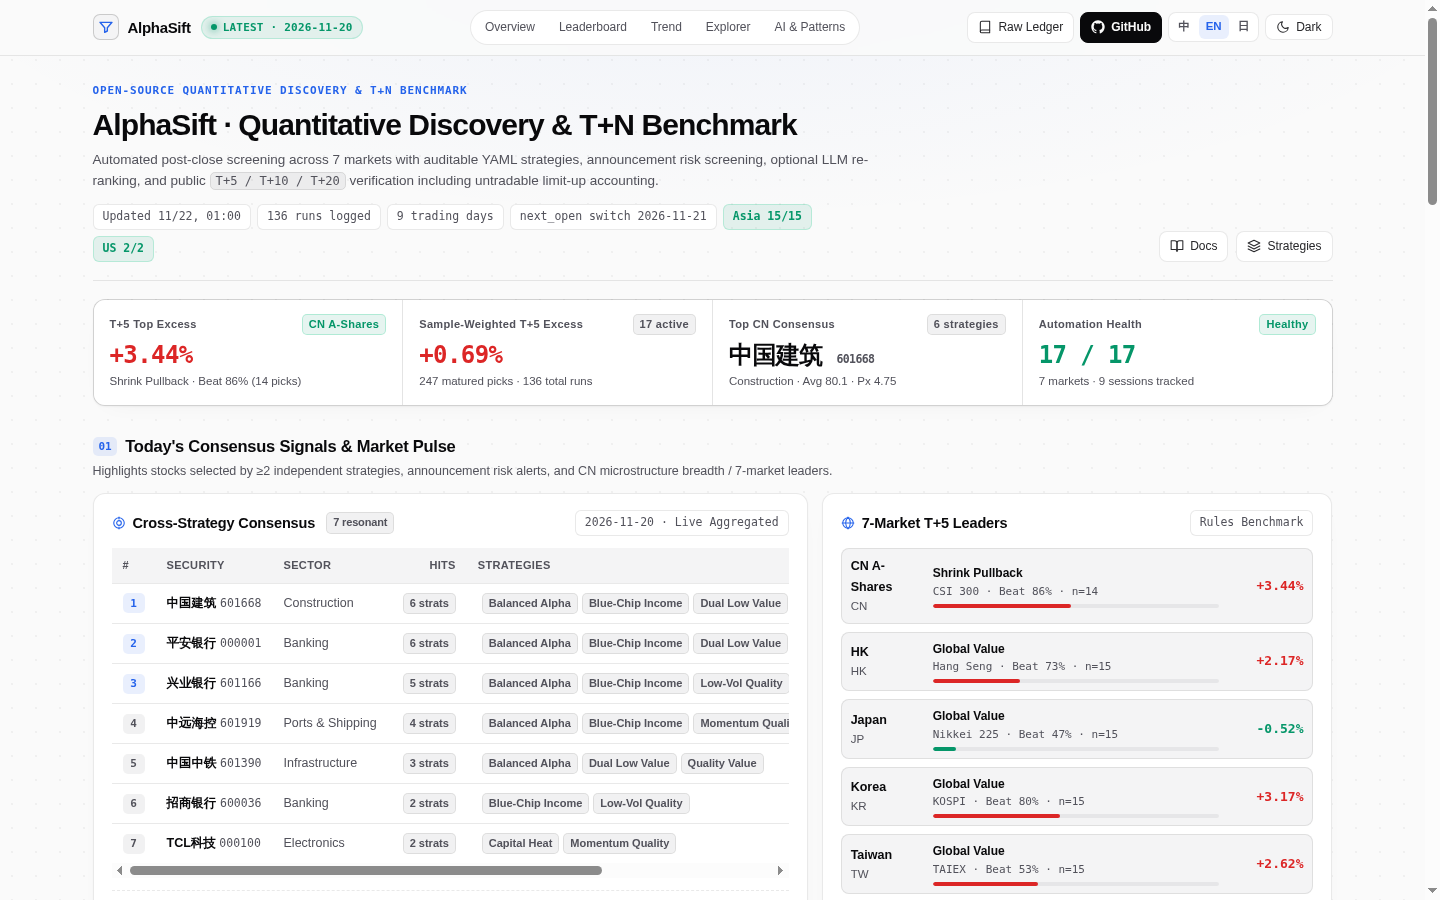 AlphaSift
LATEST · 2026-11-20
Overview
Leaderboard
Trend
Explorer
AI & Patterns
Raw Ledger
GitHub
中
EN
日
Dark
OPEN-SOURCE QUANTITATIVE DISCOVERY & T+N BENCHMARK
AlphaSift · Quantitative Discovery & T+N Benchmark
Automated post-close screening across 7 markets with auditable YAML strategies, announcement risk screening, optional LLM re-
ranking, and public T+5 / T+10 / T+20 verification including untradable limit-up accounting.
Updated 11/22, 01:00
136 runs logged
9 trading days
next_open switch 2026-11-21
Asia 15/15
US 2/2
Docs
Strategies
T+5 Top Excess
CN A-Shares
+3.44%
Shrink Pullback · Beat 86% (14 picks)
Sample-Weighted T+5 Excess
17 active
+0.69%
247 matured picks · 136 total runs
Top CN Consensus
6 strategies
中国建筑 601668
Construction · Avg 80.1 · Px 4.75
Automation Health
Healthy
17 / 17
7 markets · 9 sessions tracked
01 Today's Consensus Signals & Market Pulse
Highlights stocks selected by ≥2 independent strategies, announcement risk alerts, and CN microstructure breadth / 7-market leaders.
Cross-Strategy Consensus
7 resonant
2026-11-20 · Live Aggregated
# SECURITY SECTOR HITS STRATEGIES
1 中国建筑 601668 Construction 6 strats Balanced Alpha Blue-Chip Income Dual Low Value
2 平安银行 000001 Banking 6 strats Balanced Alpha Blue-Chip Income Dual Low Value
3 兴业银行 601166 Banking 5 strats Balanced Alpha Blue-Chip Income Low-Vol Quality
4 中远海控 601919 Ports & Shipping 4 strats Balanced Alpha Blue-Chip Income Momentum Quali
5 中国中铁 601390 Infrastructure 3 strats Balanced Alpha Dual Low Value Quality Value
6 招商银行 600036 Banking 2 strats Blue-Chip Income Low-Vol Quality
7 TCL科技 000100 Electronics 2 strats Capital Heat Momentum Quality
7-Market T+5 Leaders
Rules Benchmark
CN A-
Shares
CN
Shrink Pullback
CSI 300 · Beat 86% · n=14
+3.44%
HK
HK
Global Value
Hang Seng · Beat 73% · n=15
+2.17%
Japan
JP
Global Value
Nikkei 225 · Beat 47% · n=15
-0.52%
Korea
KR
Global Value
KOSPI · Beat 80% · n=15
+3.17%
Taiwan
TW
Global Value
TAIEX · Beat 53% · n=15
+2.62%